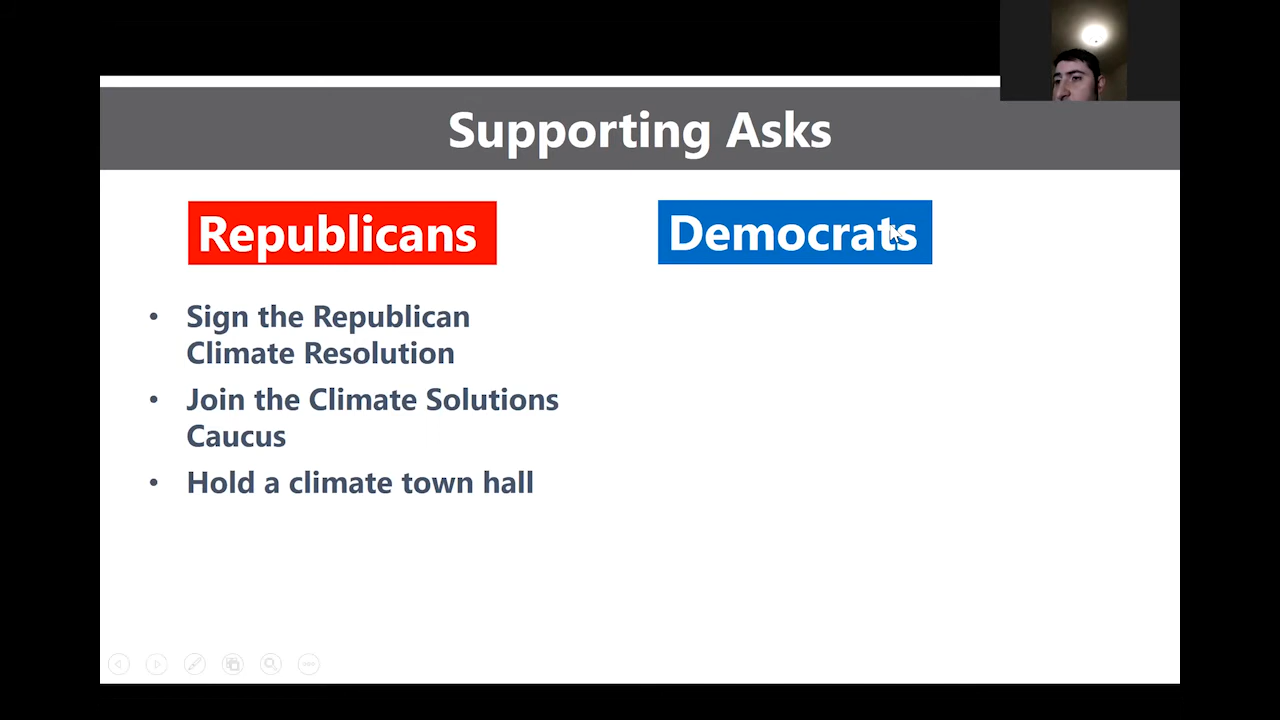 Supporting Asks
Republicans
Democrats
• Sign the Republican
Climate Resolution
• Join the Climate Solutions
Caucus
• Hold a climate town hall